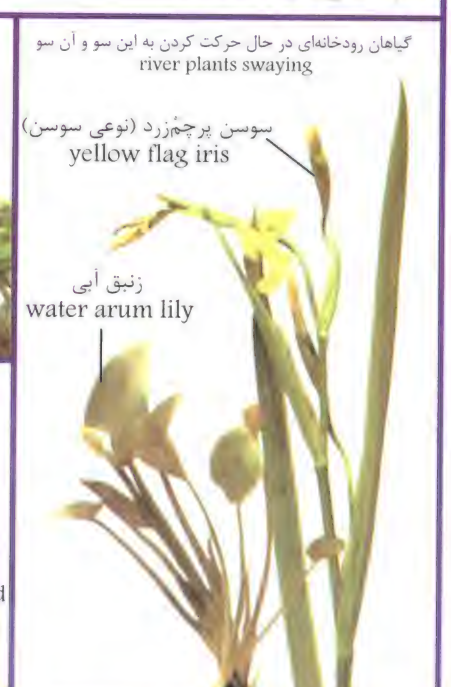 گیاهان رودخانه‌ای در حال حرکت کردن به این سو و آن سو
river plants swaying
سوسن پرچمْ‌زرد (نوعی سوسن)
yellow flag iris
زنبق آبی
water arum lily
d